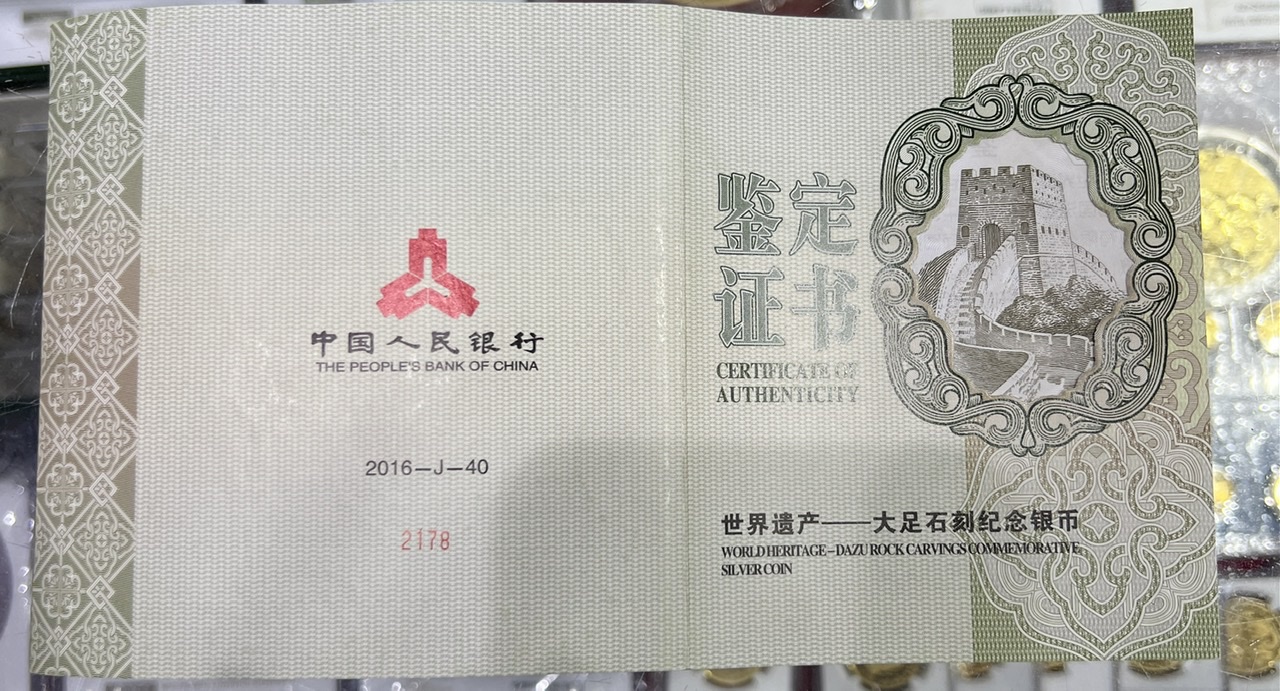 中国人民银行
THE PEOPLE'S BANK OF CHINA
2016-J-40
2178
鉴定
证书
CERTIFICATE OF
AUTHENTICITY
世界遗产——大足石刻纪念银币
WORLD HERITAGE – DAZU ROCK CARVINGS COMMEMORATIVE
SILVER COIN